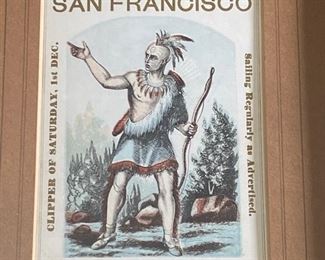 SAN FRANCISCO
CLIPPER OF SATURDAY, 1st DEC.
Sailing Regularly as Advertised.